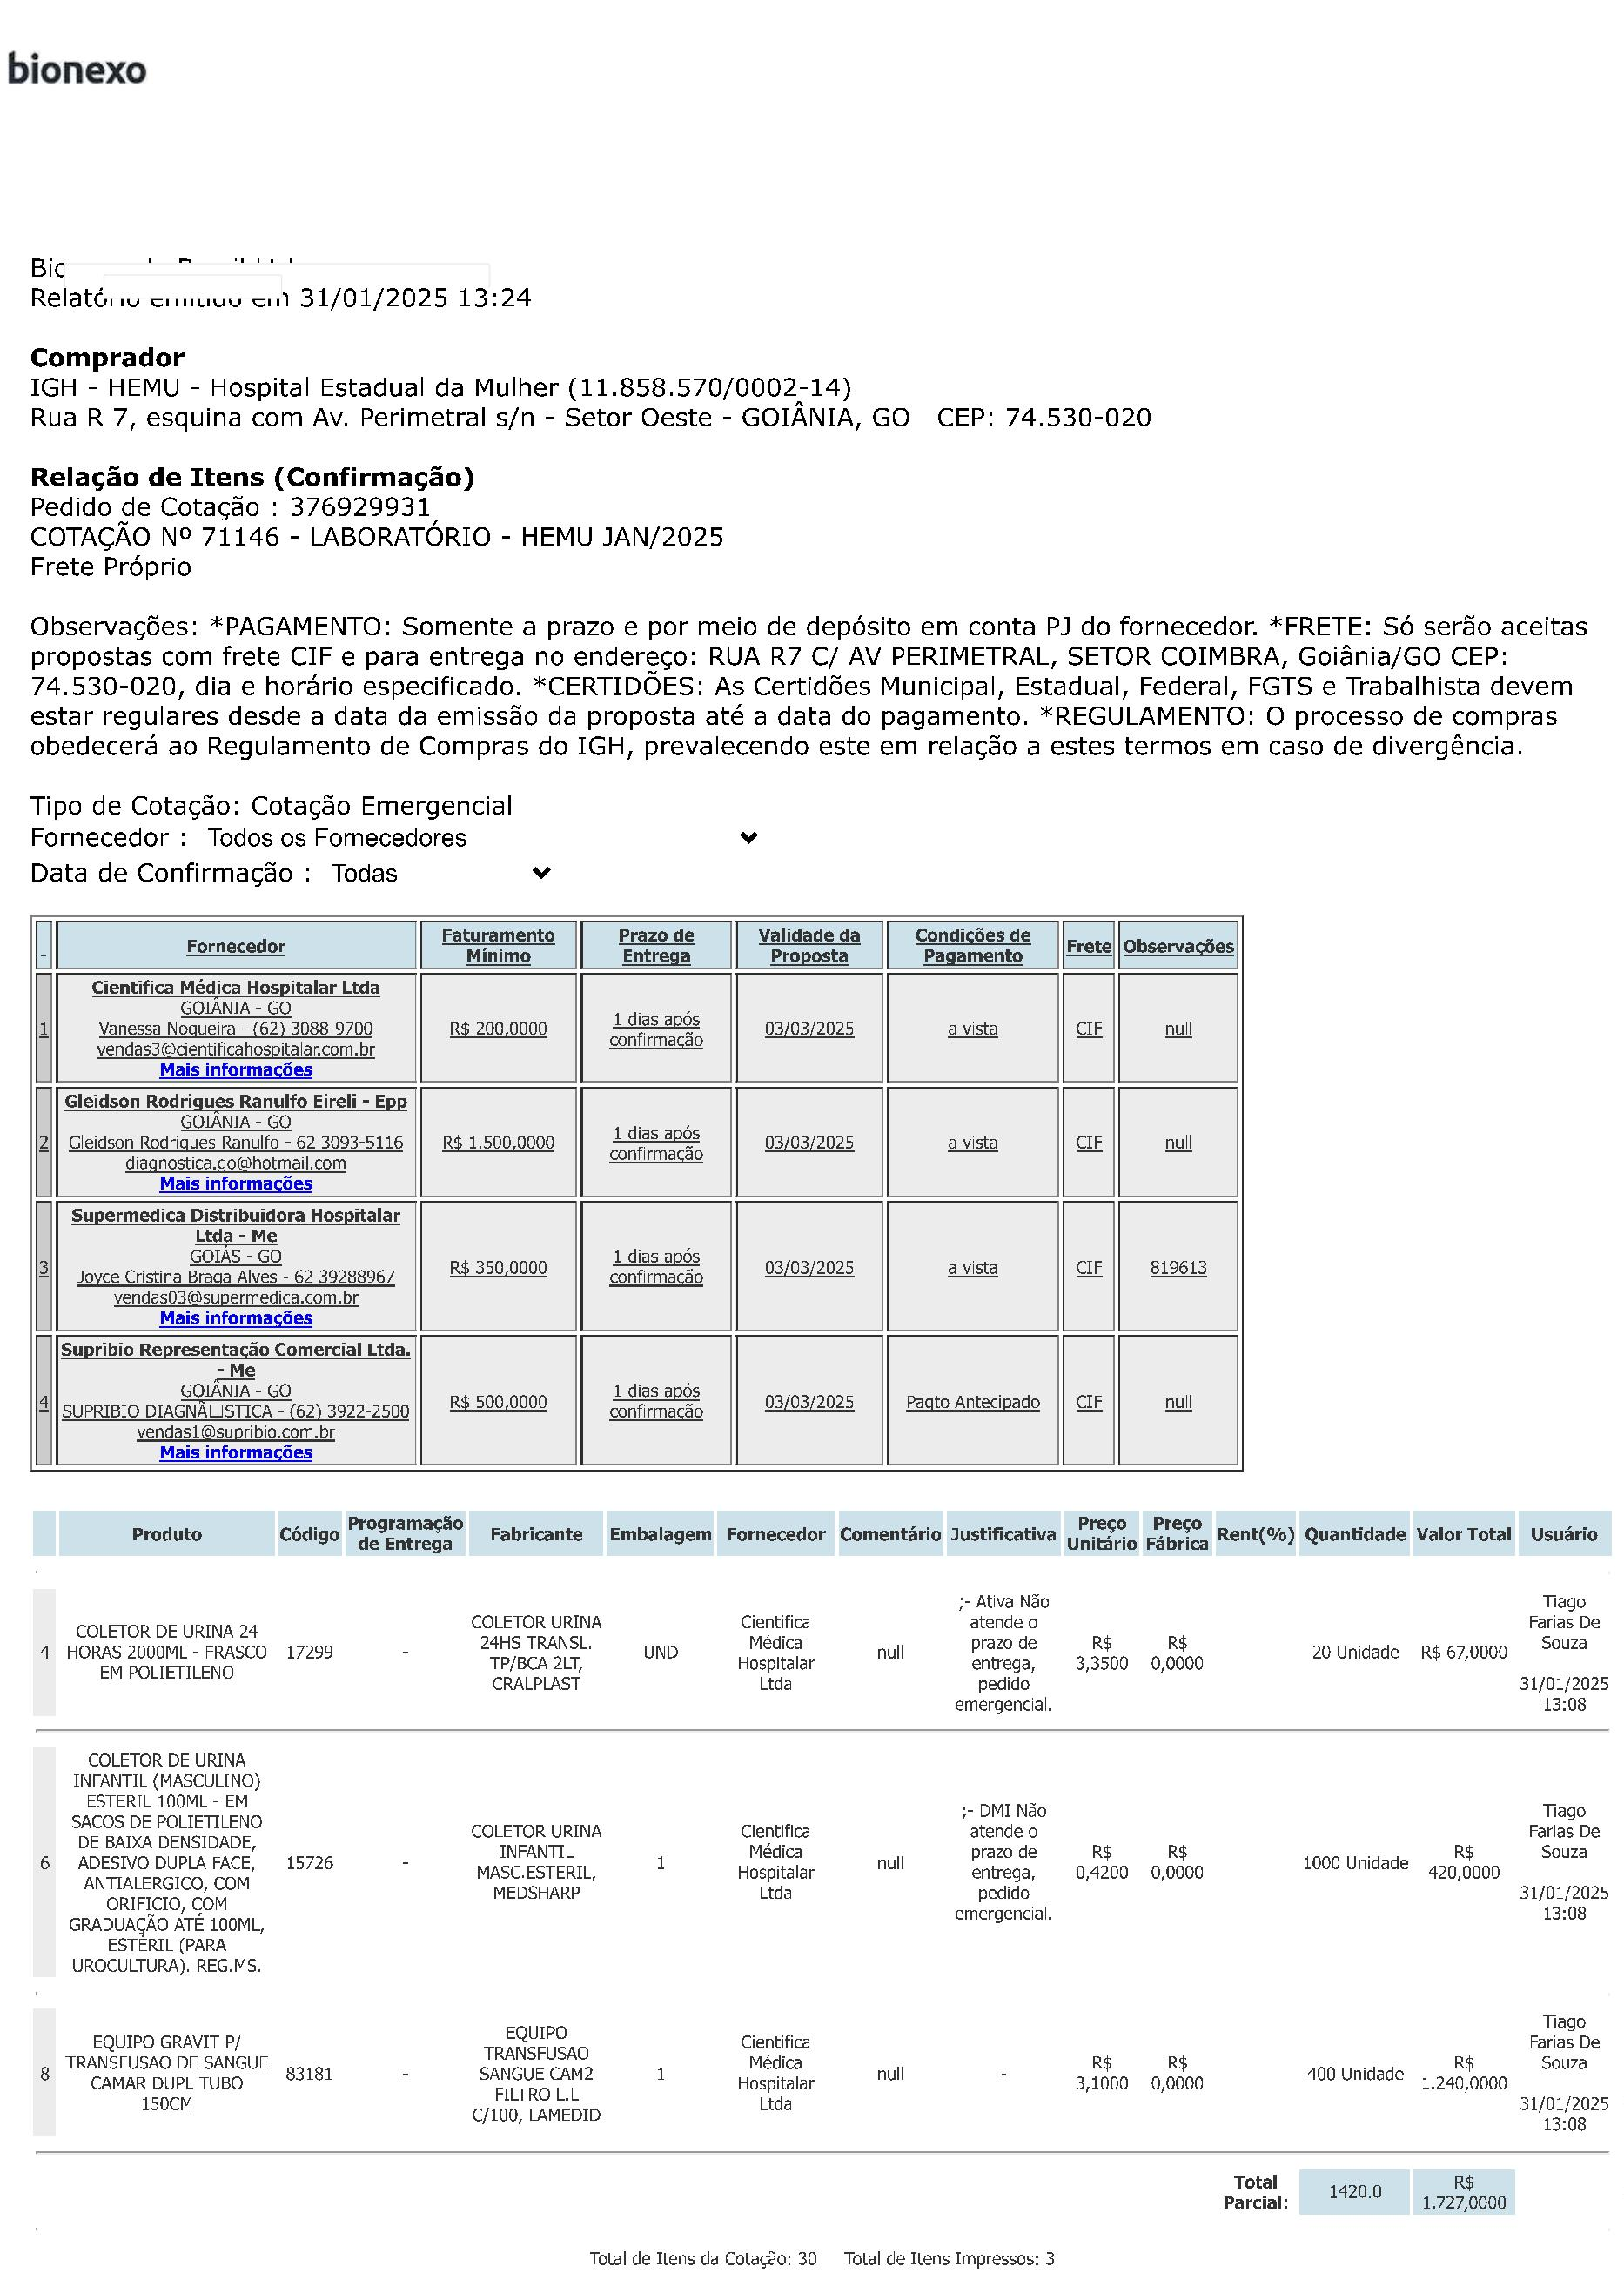 bionexo
Relatório emitido em 31/01/2025 13:24
Comprador
IGH - HEMU - Hospital Estadual da Mulher (11.858.570/0002-14)
Rua R 7, esquina com Av. Perimetral s/n - Setor Oeste - GOIÂNIA, GO CEP: 74.530-020
Relação de Itens (Confirmação)
Pedido de Cotação : 376929931
COTAÇÃO Nº 71146 - LABORATÓRIO - HEMU JAN/2025
Frete Próprio
Observações: *PAGAMENTO: Somente a prazo e por meio de depósito em conta PJ do fornecedor. *FRETE: Só serão aceitas
propostas com frete CIF e para entrega no endereço: RUA R7 C/ AV PERIMETRAL, SETOR COIMBRA, Goiânia/GO CEP:
74.530-020, dia e horário especificado. *CERTIDÕES: As Certidões Municipal, Estadual, Federal, FGTS e Trabalhista devem
estar regulares desde a data da emissão da proposta até a data do pagamento. *REGULAMENTO: O processo de compras
obedecerá ao Regulamento de Compras do IGH, prevalecendo este em relação a estes termos em caso de divergência.
Tipo de Cotação: Cotação Emergencial
Fornecedor : Todos os Fornecedores
Data de Confirmação : Todas
- Fornecedor Faturamento Mínimo Prazo de Entrega Validade da Proposta Condições de Pagamento Frete Observações
1
Cientifica Médica Hospitalar Ltda
GOIÂNIA - GO
Vanessa Nogueira - (62) 3088-9700
vendas3@cientificahospitalar.com.br
Mais informações
R$ 200,0000
1 dias após
confirmação
03/03/2025
a vista
CIF
null
2
Gleidson Rodrigues Ranulfo Eireli - Epp
GOIÂNIA - GO
Gleidson Rodrigues Ranulfo - 62 3093-5116
diagnostica.go@hotmail.com
Mais informações
R$ 1.500,0000
1 dias após
confirmação
03/03/2025
a vista
CIF
null
3
Supermedica Distribuidora Hospitalar
Ltda - Me
GOIÁS - GO
Joyce Cristina Braga Alves - 62 39288967
vendas03@supermedica.com.br
Mais informações
R$ 350,0000
1 dias após
confirmação
03/03/2025
a vista
CIF
819613
4
Supribio Representação Comercial Ltda.
- Me
GOIÂNIA - GO
SUPRIBIO DIAGNÃ□STICA - (62) 3922-2500
vendas1@supribio.com.br
Mais informações
R$ 500,0000
1 dias após
confirmação
03/03/2025
Pagto Antecipado
CIF
null
Produto Código Programação de Entrega Fabricante Embalagem Fornecedor Comentário Justificativa Preço Unitário Preço Fábrica Rent(%) Quantidade Valor Total Usuário
4
COLETOR DE URINA 24
HORAS 2000ML - FRASCO
EM POLIETILENO
17299
-
COLETOR URINA
24HS TRANSL.
TP/BCA 2LT,
CRALPLAST
UND
Cientifica
Médica
Hospitalar
Ltda
null
;- Ativa Não
atende o
prazo de
entrega,
pedido
emergencial.
R$
3,3500
R$
0,0000
20 Unidade
R$ 67,0000
Tiago
Farias De
Souza
31/01/2025
13:08
6
COLETOR DE URINA
INFANTIL (MASCULINO)
ESTERIL 100ML - EM
SACOS DE POLIETILENO
DE BAIXA DENSIDADE,
ADESIVO DUPLA FACE,
ANTIALERGICO, COM
ORIFICIO, COM
GRADUAÇÃO ATÉ 100ML,
ESTÉRIL (PARA
UROCULTURA). REG.MS.
15726
-
COLETOR URINA
INFANTIL
MASC.ESTERIL,
MEDSHARP
1
Cientifica
Médica
Hospitalar
Ltda
null
;- DMI Não
atende o
prazo de
entrega,
pedido
emergencial.
R$
0,4200
R$
0,0000
1000 Unidade
R$
420,0000
Tiago
Farias De
Souza
31/01/2025
13:08
8
EQUIPO GRAVIT P/
TRANSFUSAO DE SANGUE
CAMAR DUPL TUBO
150CM
83181
-
EQUIPO
TRANSFUSAO
SANGUE CAM2
FILTRO L.L
C/100, LAMEDID
1
Cientifica
Médica
Hospitalar
Ltda
null
-
R$
3,1000
R$
0,0000
400 Unidade
R$
1.240,0000
Tiago
Farias De
Souza
31/01/2025
13:08
Total
Parcial:
1420.0
R$
1.727,0000
Total de Itens da Cotação: 30 Total de Itens Impressos: 3